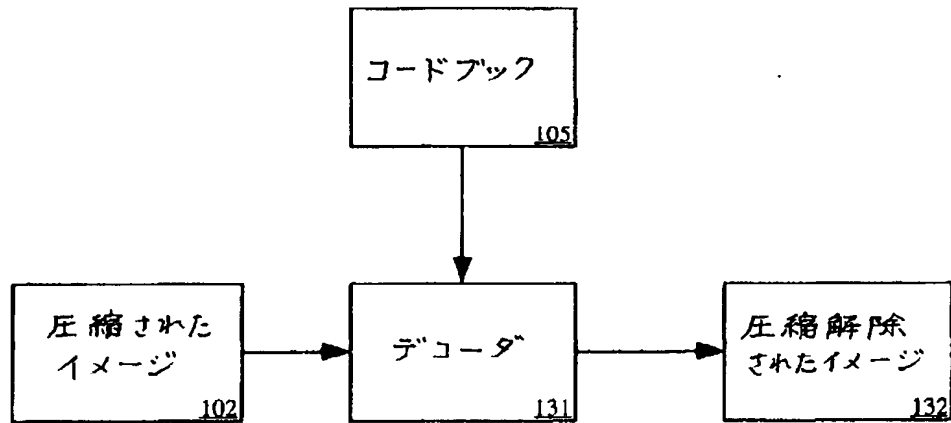 コードブック
105
圧縮された
イメージ
102
デコーダ
131
圧縮解除
されたイメージ
132